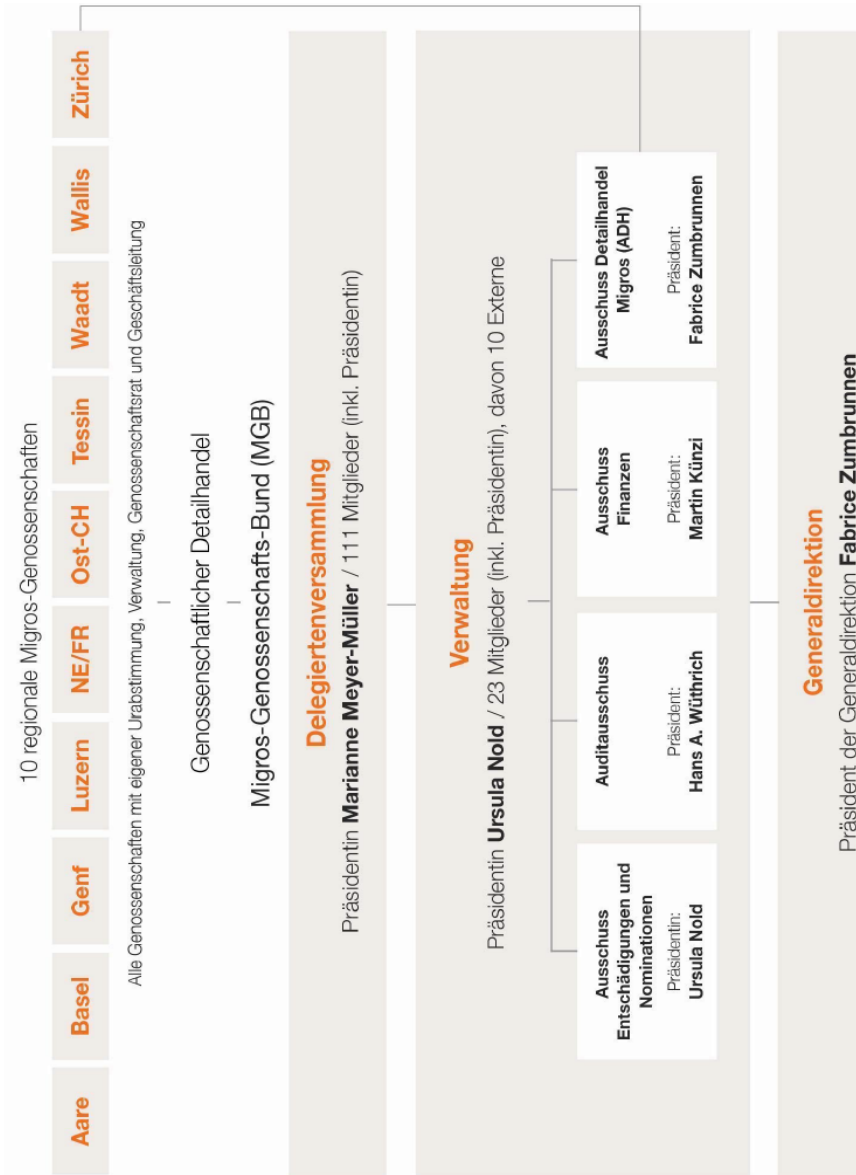 10 regionale Migros-Genossenschaften
Aare
Basel
Genf
Luzern
NE/FR
Ost-CH
Tessin
Waadt
Wallis
Zürich
Alle Genossenschaften mit eigener Urabstimmung, Verwaltung, Genossenschaftsrat und Geschäftsleitung
Genossenschaftlicher Detailhandel
Migros-Genossenschafts-Bund (MGB)
Delegiertenversammlung
Präsidentin Marianne Meyer-Müller / 111 Mitglieder (inkl. Präsidentin)
Verwaltung
Präsidentin Ursula Nold / 23 Mitglieder (inkl. Präsidentin), davon 10 Externe
Ausschuss
Entschädigungen und
Nominationen
Präsidentin:
Ursula Nold
Auditausschuss
Präsident:
Hans A. Wüthrich
Ausschuss
Finanzen
Präsident:
Martin Künzi
Ausschuss Detailhandel
Migros (ADH)
Präsident:
Fabrice Zumbrunnen
Generaldirektion
Präsident der Generaldirektion Fabrice Zumbrunnen